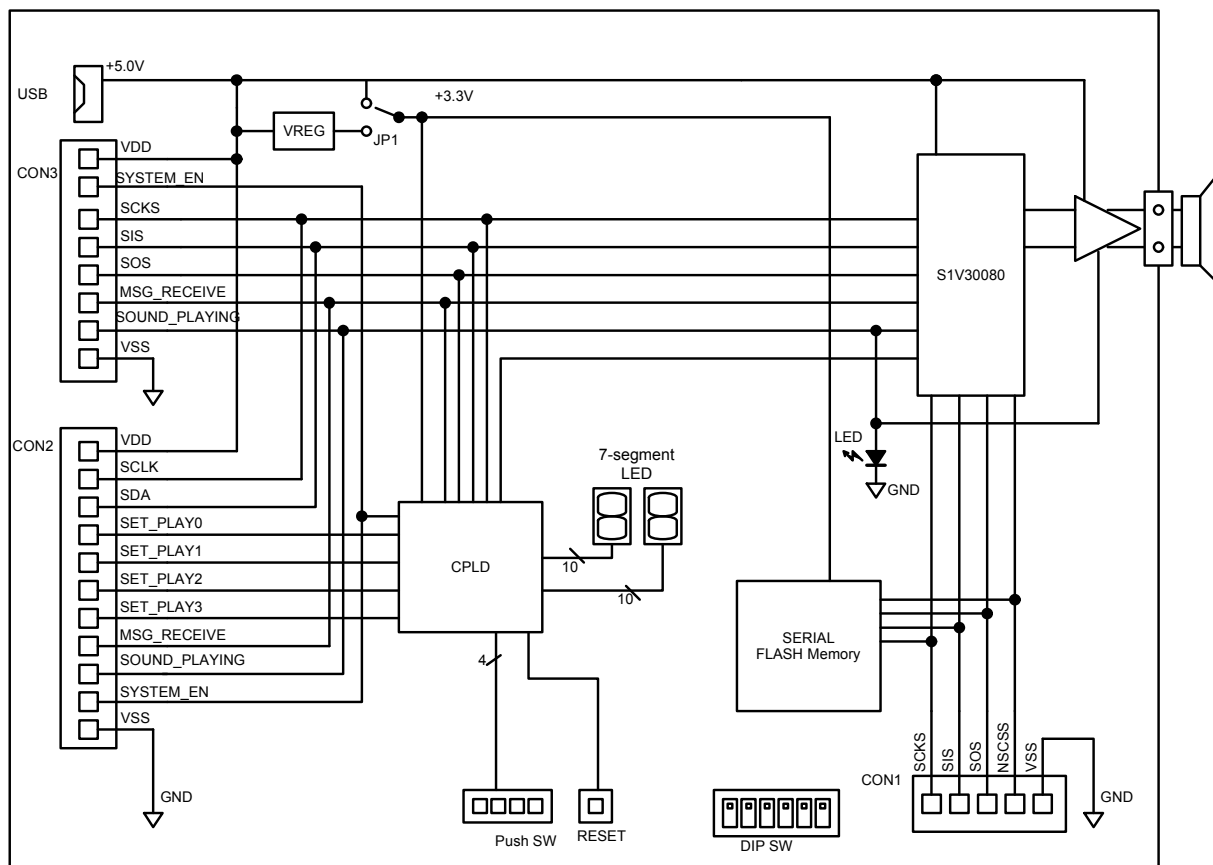 +5.0V
USB
+3.3V
VREG
JP1
CON3
VDD
SYSTEM_EN
SCKS
SIS
SOS
MSG_RECEIVE
SOUND_PLAYING
VSS
S1V30080
CON2
VDD
SCLK
SDA
SET_PLAY0
SET_PLAY1
SET_PLAY2
SET_PLAY3
MSG_RECEIVE
SOUND_PLAYING
SYSTEM_EN
VSS
GND
7-segment
LED
CPLD
10
10
4
Push SW
RESET
LED
GND
SERIAL
FLASH Memory
DIP SW
SCKS
SIS
SOS
NSCSS
VSS
CON1
GND